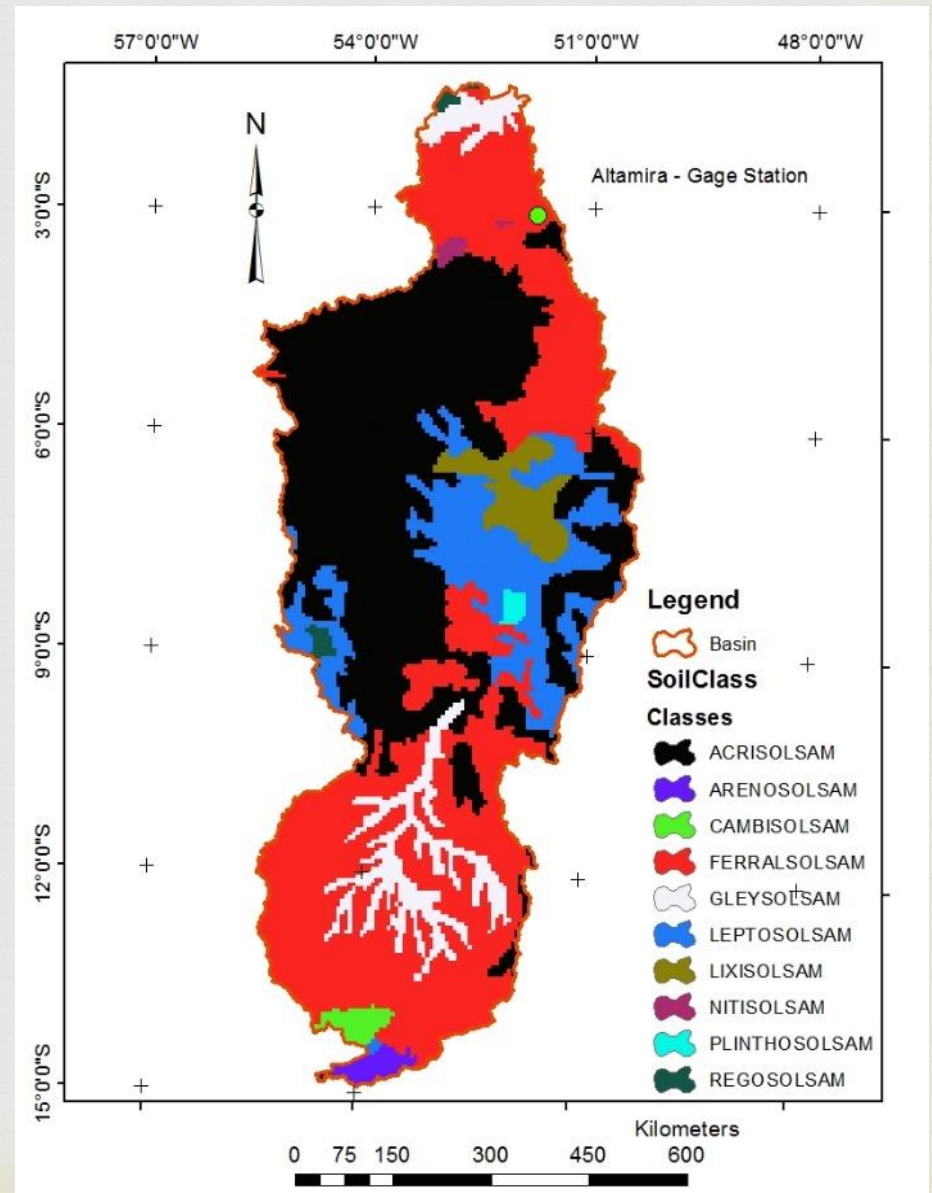 57°0'0"W 54°0'0"W 51°0'0"W 48°0'0"W
N
Altamira - Gage Station
3°0'0"S
6°0'0"S
9°0'0"S
12°0'0"S
15°0'0"S
Legend
Basin
SoilClass
Classes
ACRISOLSAM
ARENOSOLSAM
CAMBISOLSAM
FERRALSOLSAM
GLEYSOLSAM
LEPTOSOLSAM
LIXISOLSAM
NITISOLSAM
PLINTHOSOLSAM
REGOSOLSAM
Kilometers
0 75 150 300 450 600